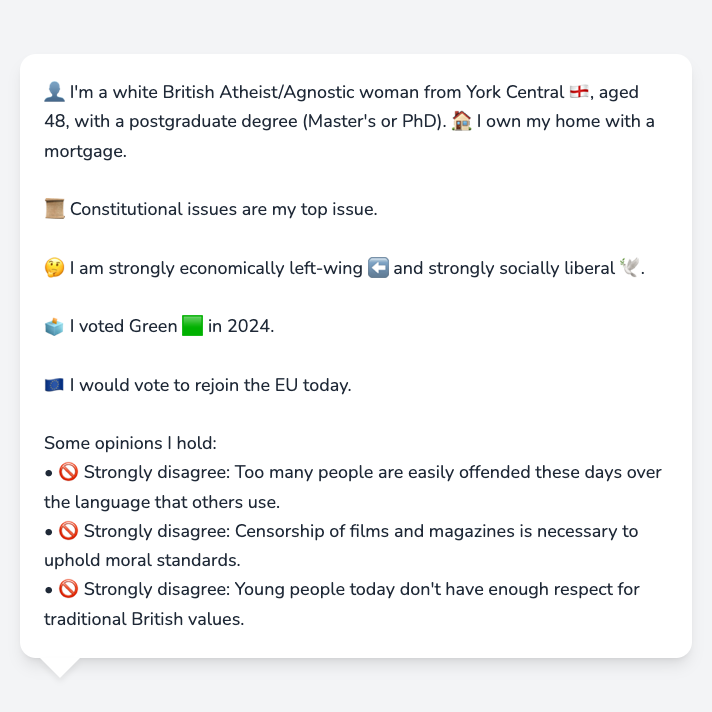 👤 I'm a white British Atheist/Agnostic woman from York Central 🏴󠁧󠁢󠁥󠁮󠁧󠁿, aged
48, with a postgraduate degree (Master's or PhD). 🏠 I own my home with a
mortgage.
📜 Constitutional issues are my top issue.
🤔 I am strongly economically left-wing ⬅️ and strongly socially liberal 🕊️.
🗳️ I voted Green 🟩 in 2024.
🇪🇺 I would vote to rejoin the EU today.
Some opinions I hold:
• 🚫 Strongly disagree: Too many people are easily offended these days over
the language that others use.
• 🚫 Strongly disagree: Censorship of films and magazines is necessary to
uphold moral standards.
• 🚫 Strongly disagree: Young people today don't have enough respect for
traditional British values.